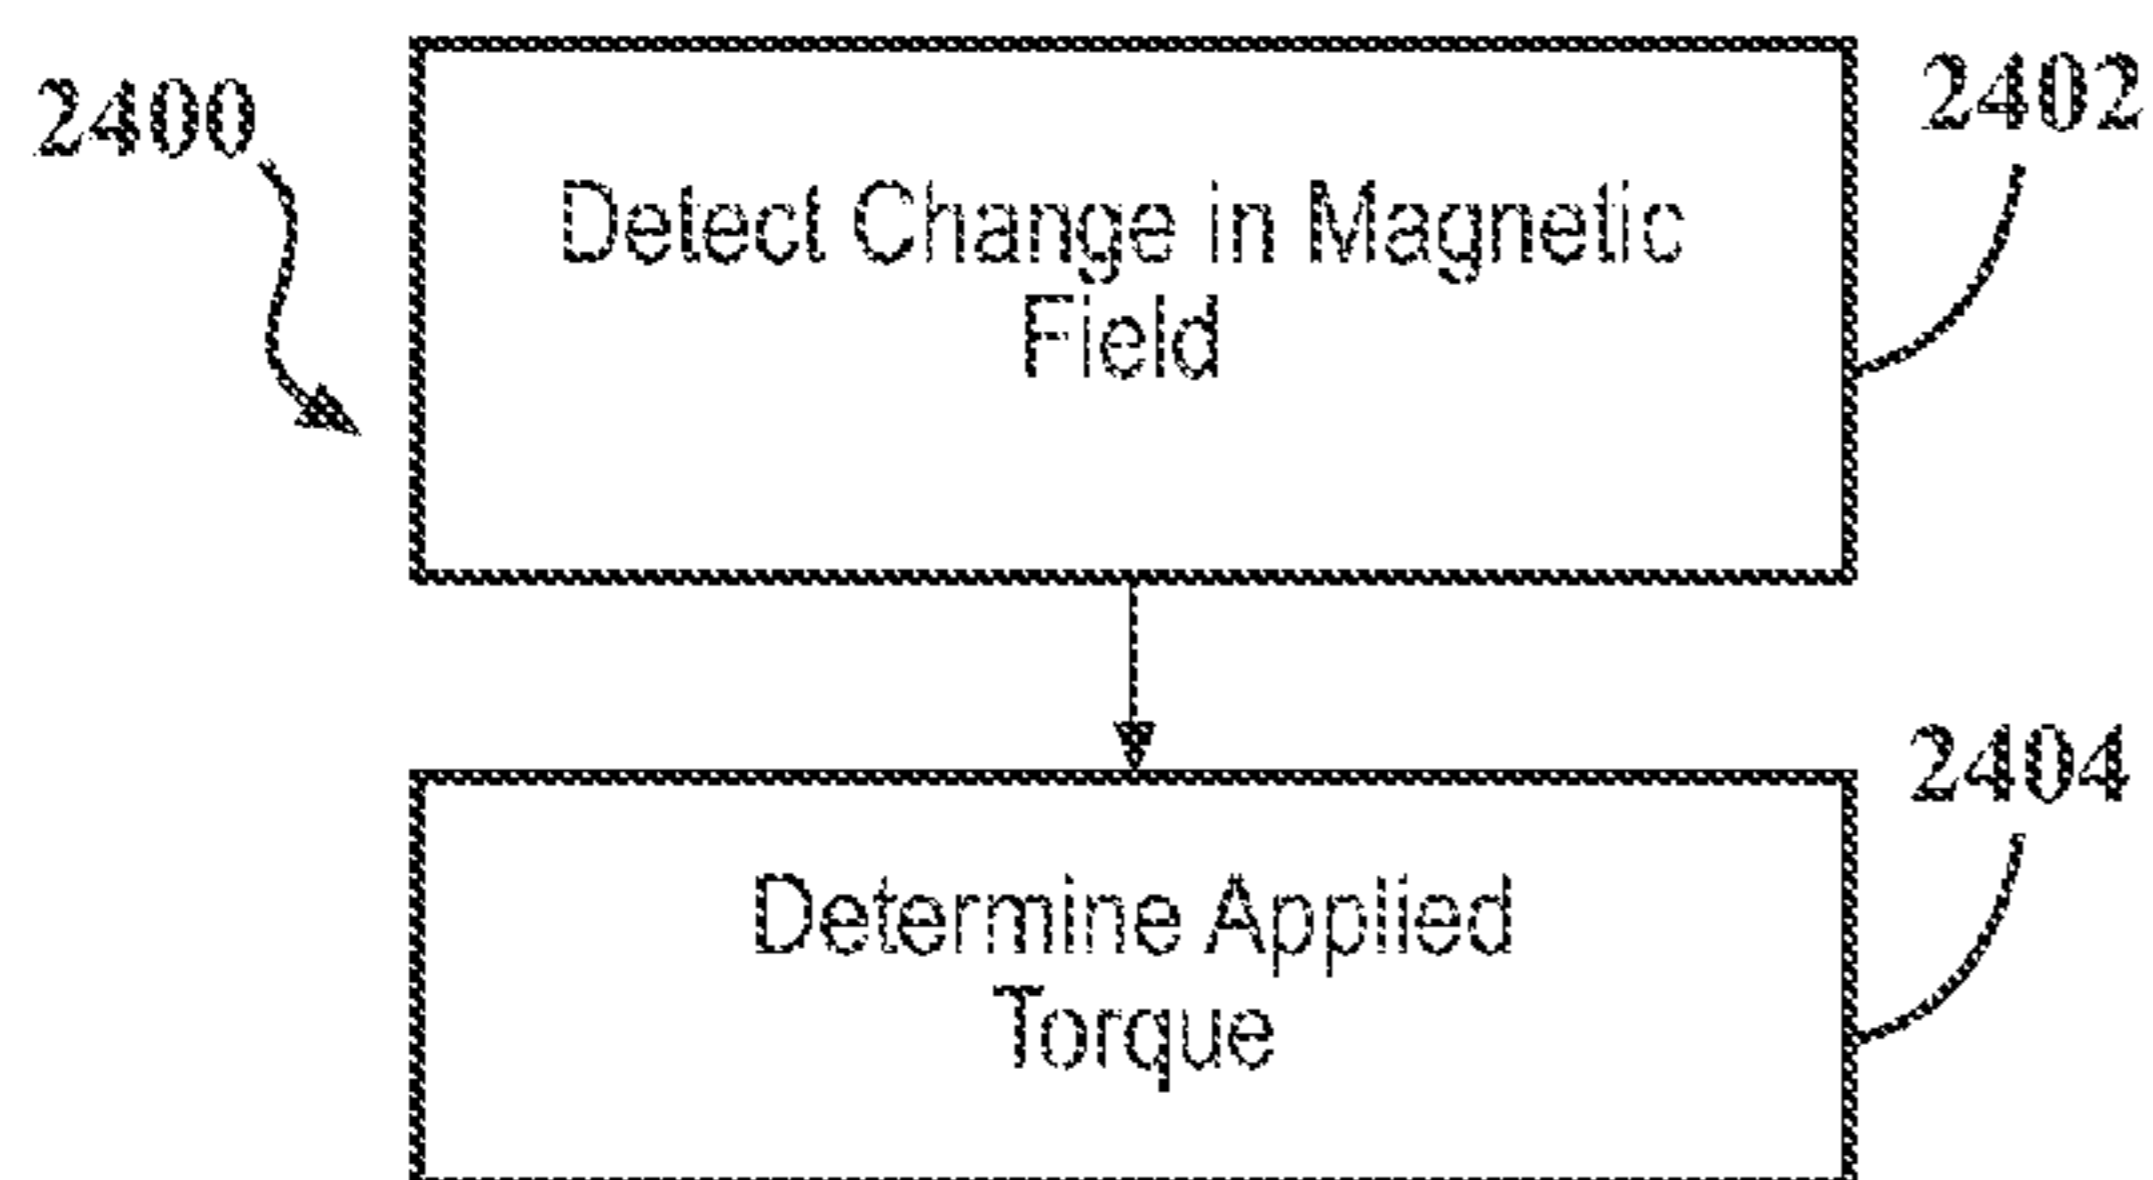 2400
2402
Detect Change in Magnetic
Field
2404
Determine Applied
Torque